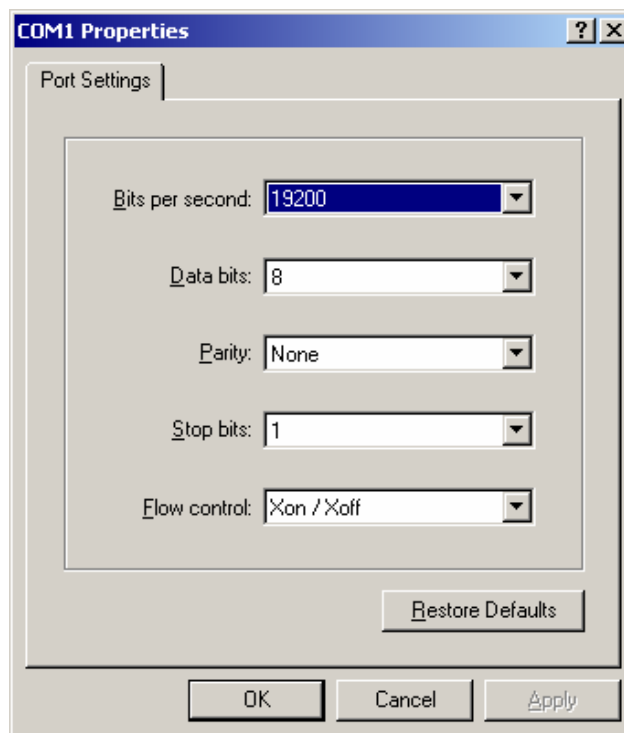 COM1 Properties
Port Settings
Bits per second: 19200
Data bits: 8
Parity: None
Stop bits: 1
Flow control: Xon / Xoff
Restore Defaults
OK Cancel Apply